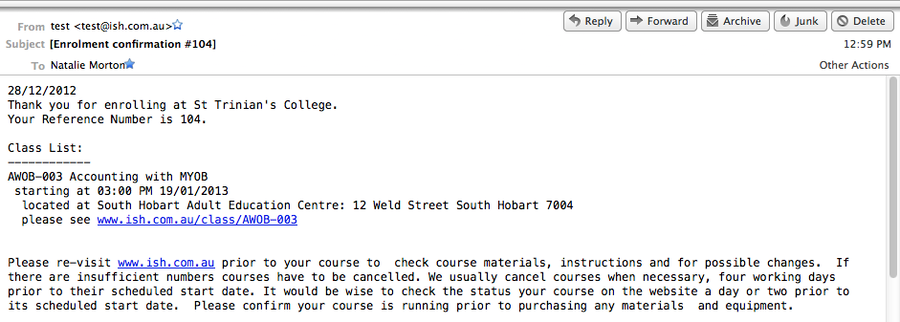 From test <test@ish.com.au>
Reply Forward Archive Junk Delete
Subject [Enrolment confirmation #104] 12:59 PM
To Natalie Morton Other Actions
28/12/2012
Thank you for enrolling at St Trinian's College.
Your Reference Number is 104.
Class List:
------------
AWOB-003 Accounting with MYOB
starting at 03:00 PM 19/01/2013
located at South Hobart Adult Education Centre: 12 Weld Street South Hobart 7004
please see www.ish.com.au/class/AWOB-003
Please re-visit www.ish.com.au prior to your course to  check course materials, instructions and for possible changes.  If
there are insufficient numbers courses have to be cancelled. We usually cancel courses when necessary, four working days
prior to their scheduled start date. It would be wise to check the status your course on the website a day or two prior to
its scheduled start date.  Please confirm your course is running prior to purchasing any materials  and equipment.